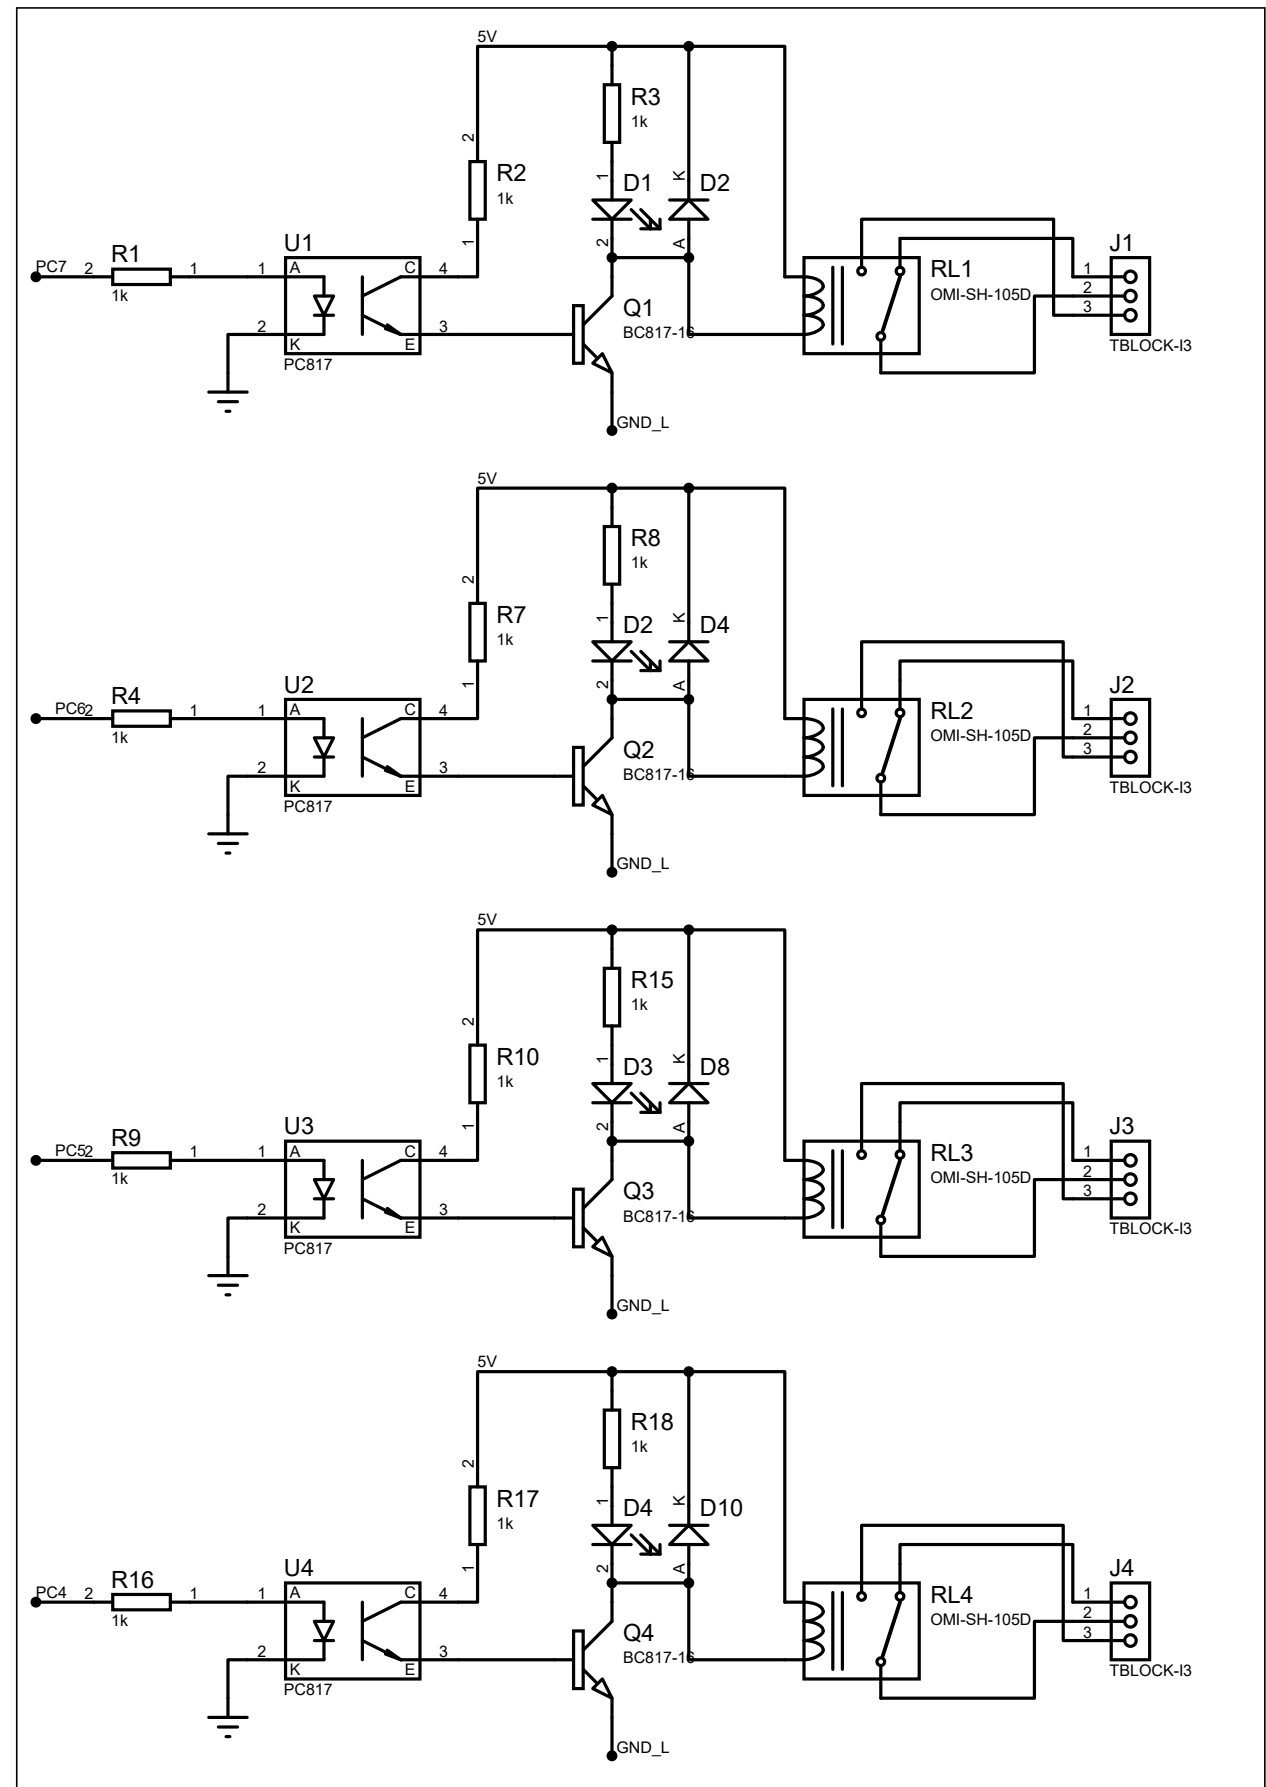 5V
R3
1k
2
R2
1k
1
D1
K
D2
1
2
A
PC7
2
R1
1k
1
U1
1
A
C
4
2
K
E
3
PC817
Q1
BC817-16
GND_L
RL1
OMI-SH-105D
J1
1
2
3
TBLOCK-I3
5V
R8
1k
2
R7
1k
1
D2
K
D4
1
2
A
PC6
2
R4
1k
1
U2
1
A
C
4
2
K
E
3
PC817
Q2
BC817-16
GND_L
RL2
OMI-SH-105D
J2
1
2
3
TBLOCK-I3
5V
R15
1k
2
R10
1k
1
D3
K
D8
1
2
A
PC5
2
R9
1k
1
U3
1
A
C
4
2
K
E
3
PC817
Q3
BC817-16
GND_L
RL3
OMI-SH-105D
J3
1
2
3
TBLOCK-I3
5V
R18
1k
2
R17
1k
1
D4
K
D10
1
2
A
PC4
2
R16
1k
1
U4
1
A
C
4
2
K
E
3
PC817
Q4
BC817-16
GND_L
RL4
OMI-SH-105D
J4
1
2
3
TBLOCK-I3